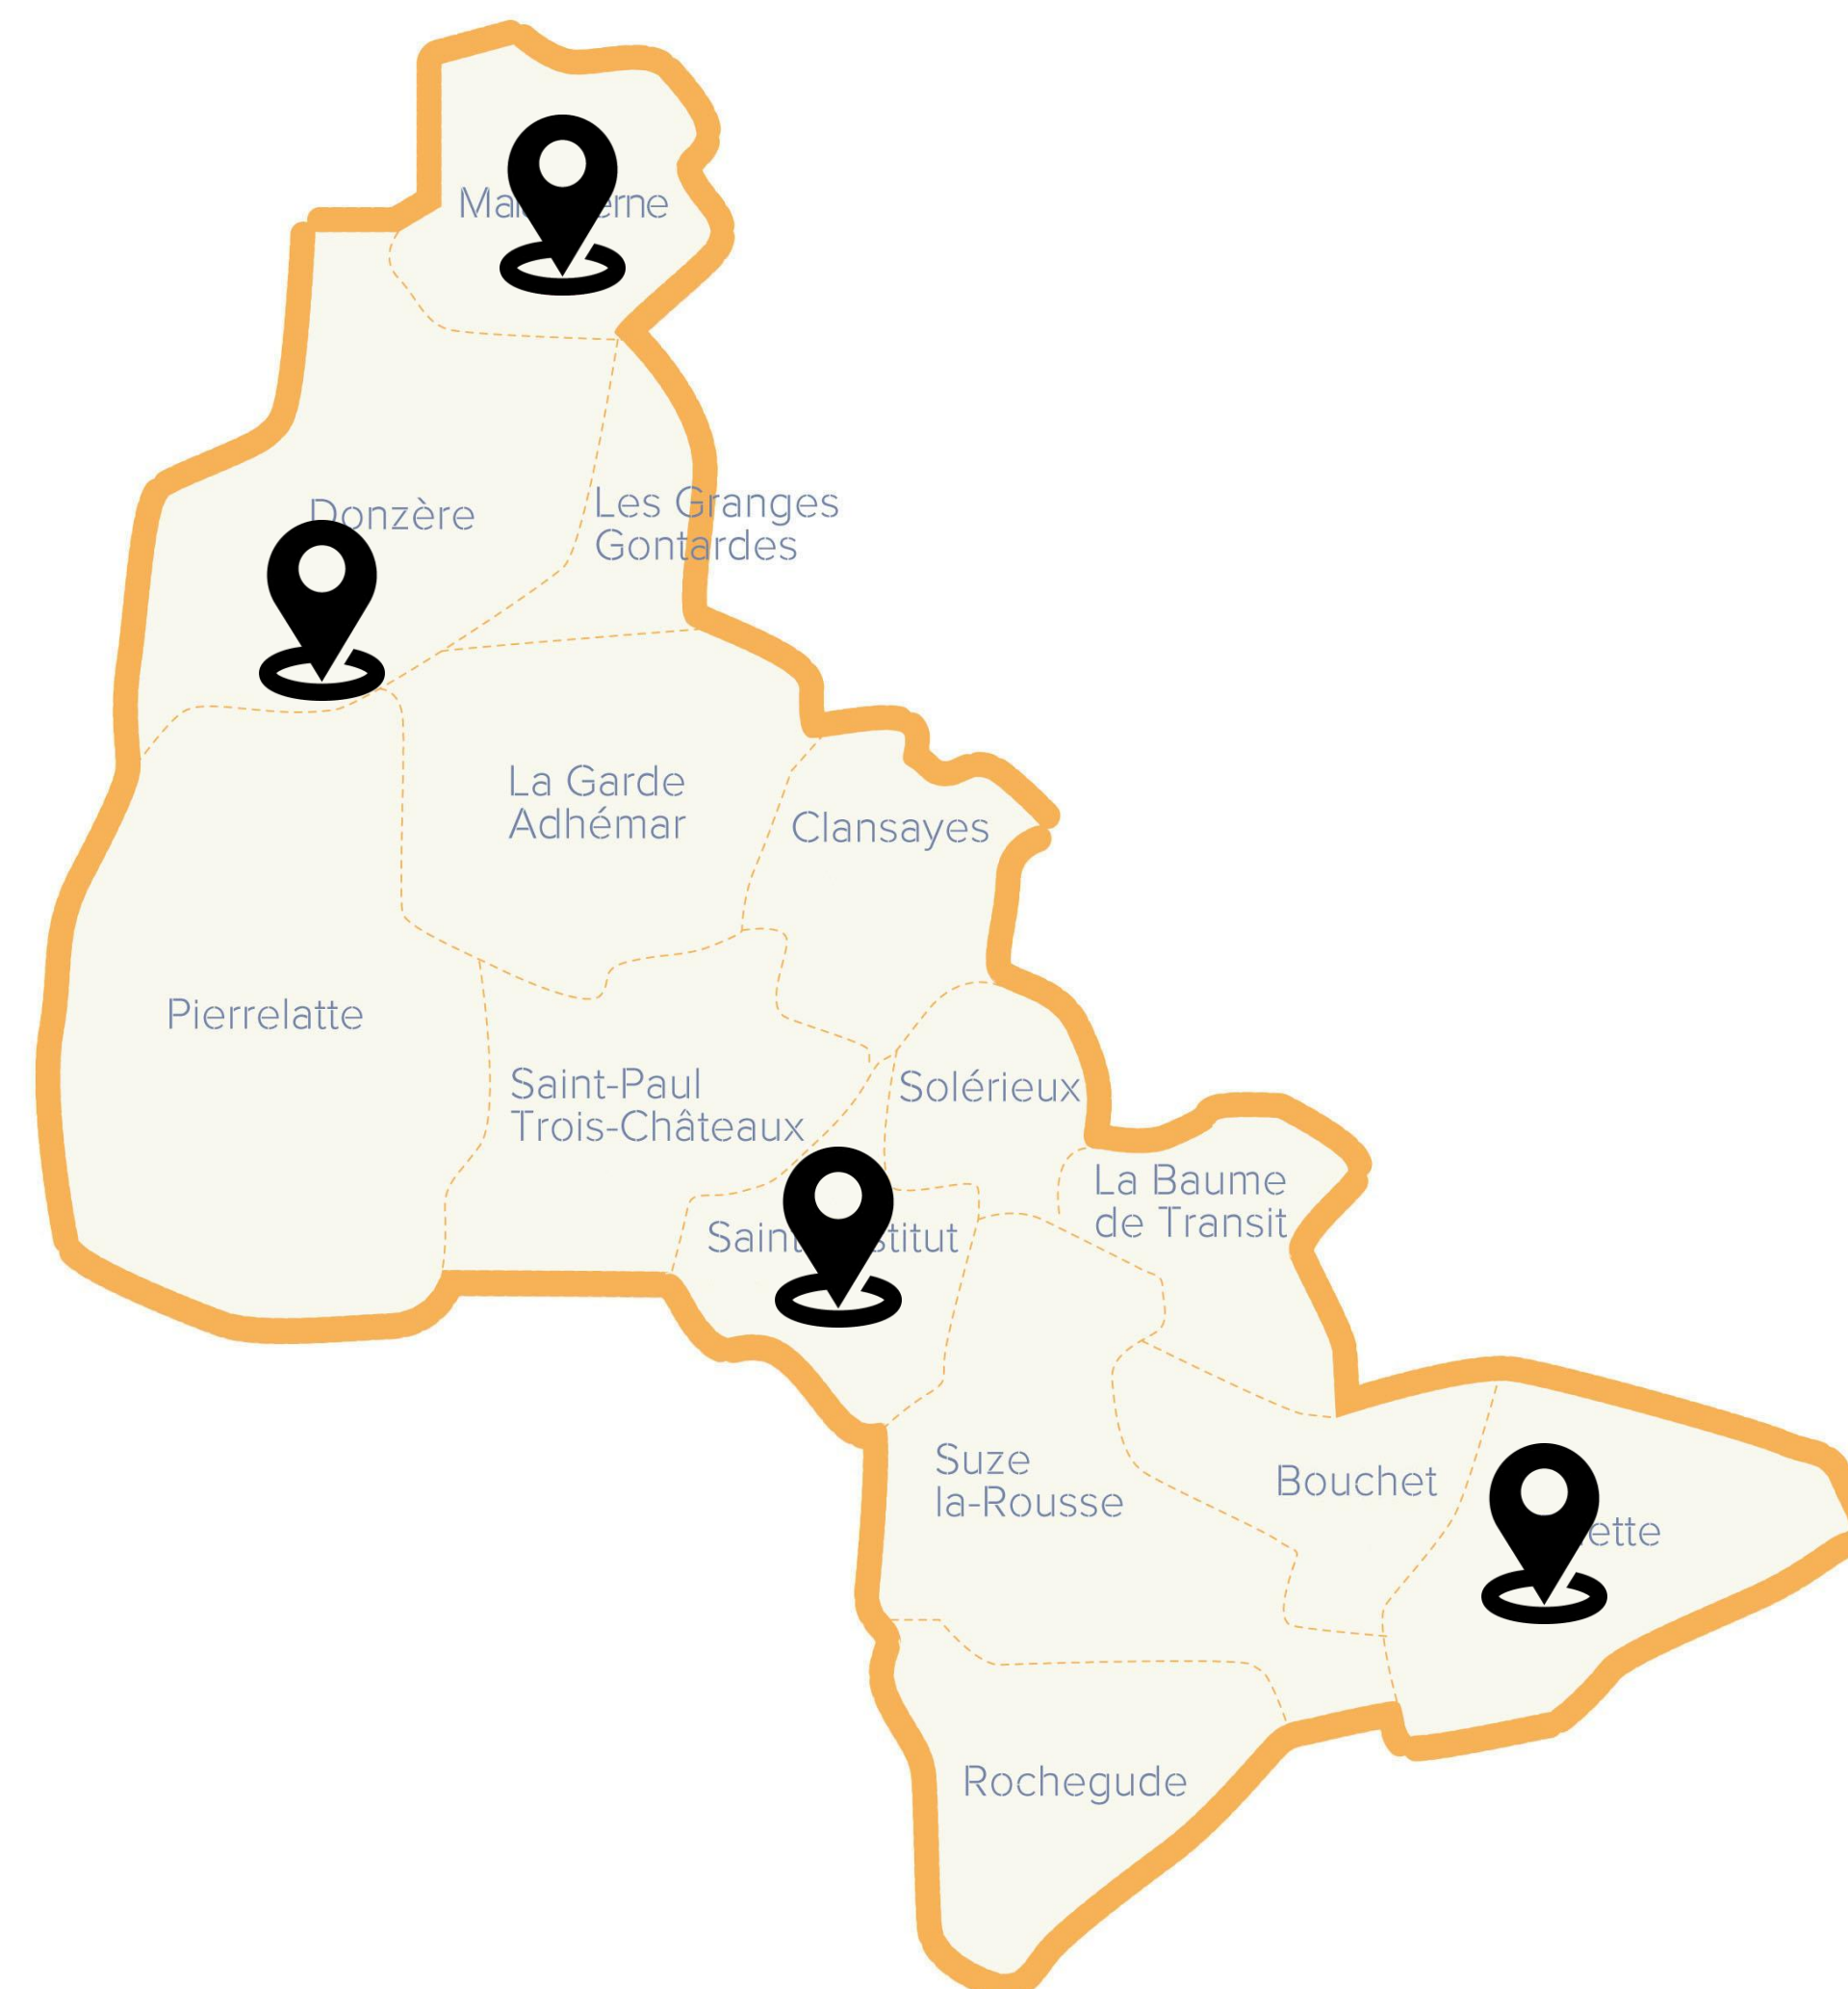 Donzère
Les Granges
Gontardes
La Garde
Adhémar
Clansayes
Pierrelatte
Saint-Paul
Trois-Châteaux
Solérieux
La Baume
de Transit
Suze
la-Rousse
Bouchet
Rochegude